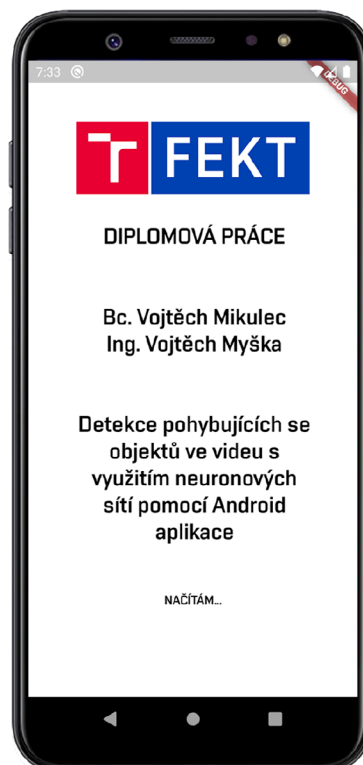 7:33
DEBUG
T FEKT
DIPLOMOVÁ PRÁCE
Bc. Vojtěch Mikulec
Ing. Vojtěch Myška
Detekce pohybujících se
objektů ve videu s
využitím neuronových
sítí pomocí Android
aplikace
NAČÍTÁM...